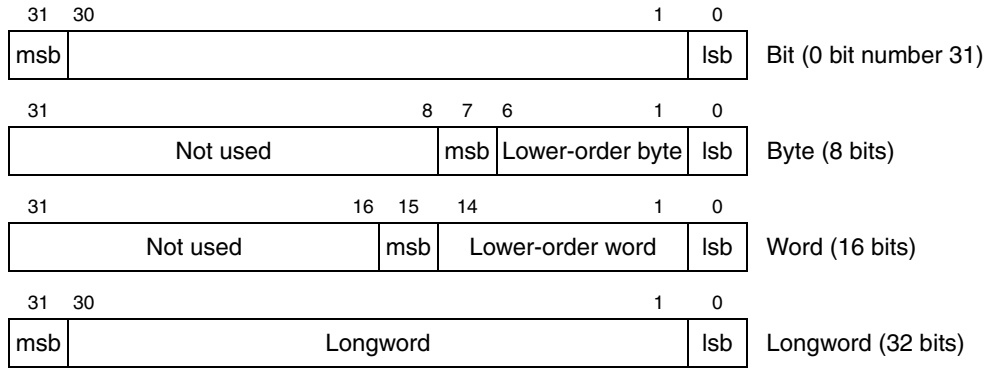 31 30 1 0
msb lsb Bit (0 bit number 31)
31 8 7 6 1 0
Not used msb Lower-order byte lsb Byte (8 bits)
31 16 15 14 1 0
Not used msb Lower-order word lsb Word (16 bits)
31 30 1 0
msb Longword lsb Longword (32 bits)